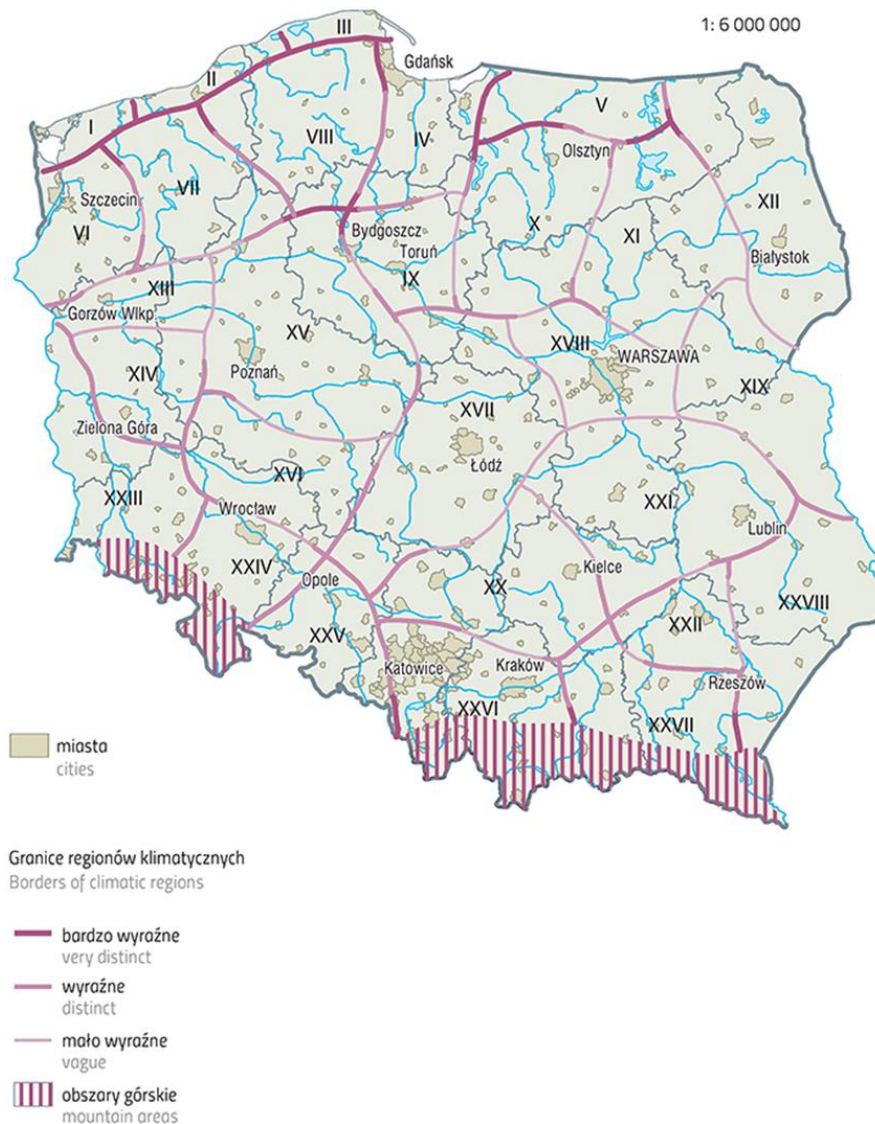 1: 6 000 000
III
Gdańsk
II
I
V
VIII
IV
Olsztyn
VII
Szczecin
XII
VI
Bydgoszcz
X
XI
Toruń
Białystok
IX
XIII
Gorzów Wlkp.
XV
XVIII
WARSZAWA
Poznań
XIV
XIX
XVII
Zielona Góra
Łódź
XVI
XXIII
XXI
Wrocław
Lublin
XXIV
Kielce
Opole
XX
XXVIII
XXV
XXII
Katowice
Kraków
Rzeszów
XXVI
XXVII
miasta
cities
Granice regionów klimatycznych
Borders of climatic regions
bardzo wyraźne
very distinct
wyraźne
distinct
mało wyraźne
vague
obszary górskie
mountain areas